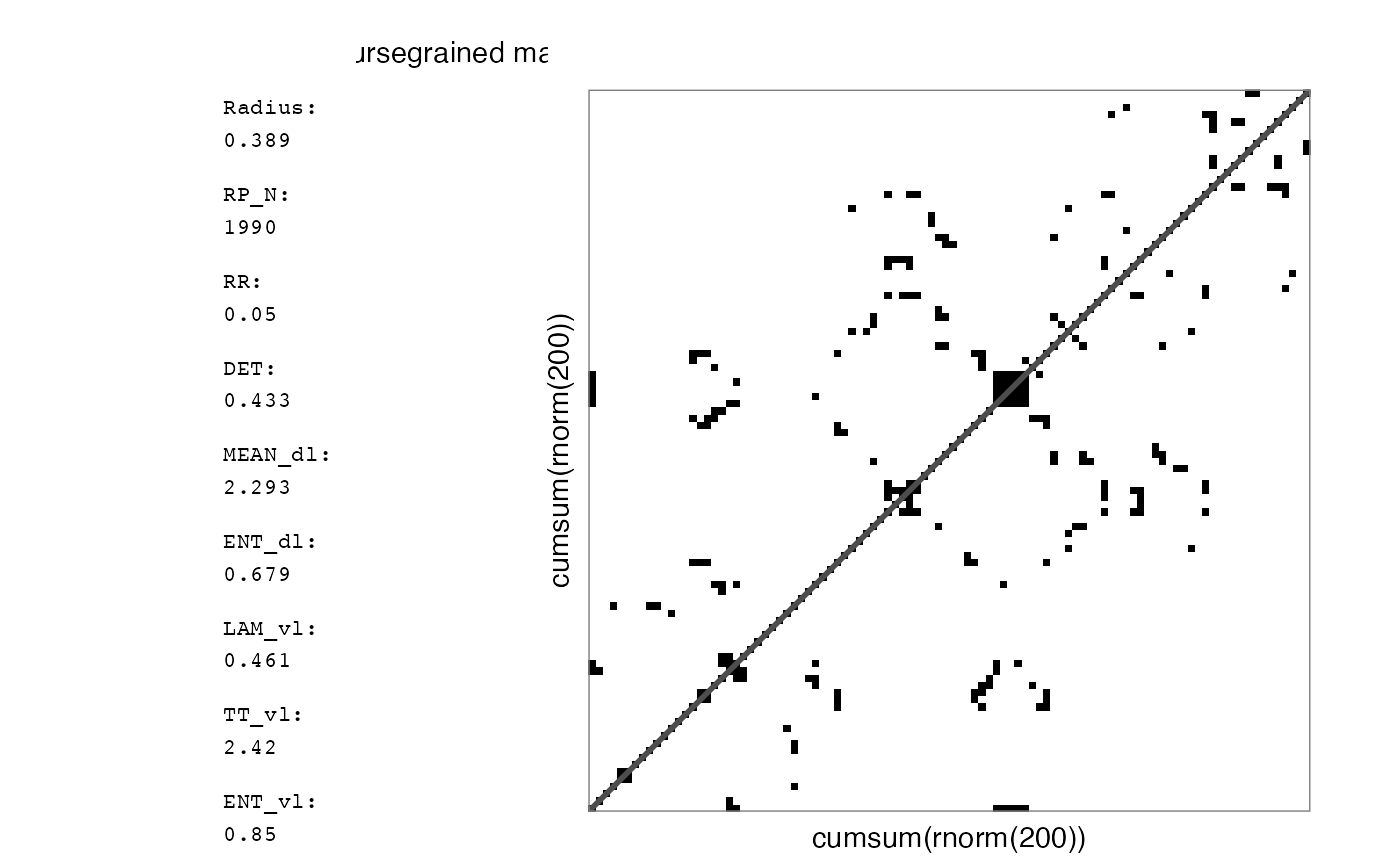 ursegrained ma
Radius:
0.389
RP_N:
1990
RR:
0.05
DET:
0.433
MEAN_dl:
2.293
ENT_dl:
0.679
LAM_vl:
0.461
TT_vl:
2.42
ENT_vl:
0.85
cumsum(rnorm(200))
cumsum(rnorm(200))